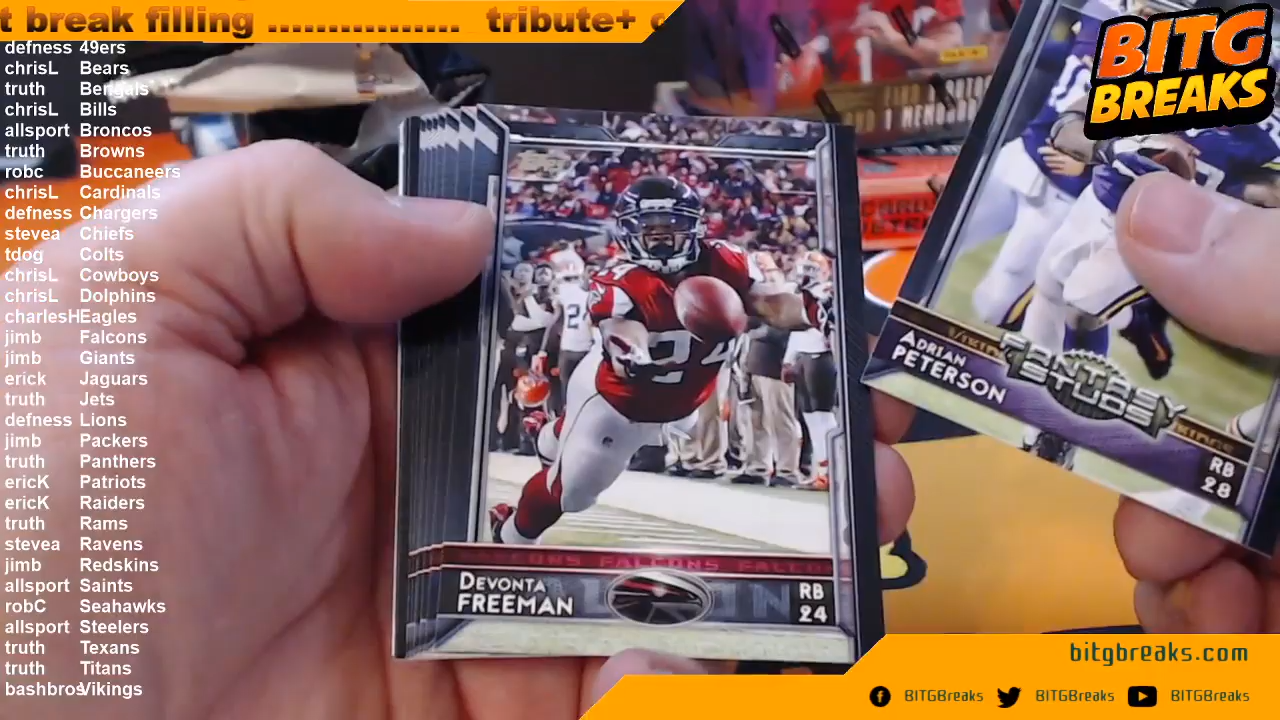 t break filling ................ tribute+
BITG
BREAKS
defness 49ers
chrisL Bears
truth Bengals
chrisL Bills
allsport Broncos
truth Browns
robc Buccaneers
chrisL Cardinals
defness Chargers
stevea Chiefs
tdog Colts
chrisL Cowboys
chrisL Dolphins
charlesH Eagles
jimb Falcons
jimb Giants
erick Jaguars
truth Jets
defness Lions
jimb Packers
truth Panthers
ericK Patriots
ericK Raiders
truth Rams
stevea Ravens
jimb Redskins
allsport Saints
robC Seahawks
allsport Steelers
truth Texans
truth Titans
bashbros Vikings
24
FALCONS
DEVONTA
FREEMAN
RB
24
ADRIAN
PETERSON
FANTASY
STUDS
RB
28
bitgbreaks.com
BITGBreaks BITGBreaks BITGBreaks